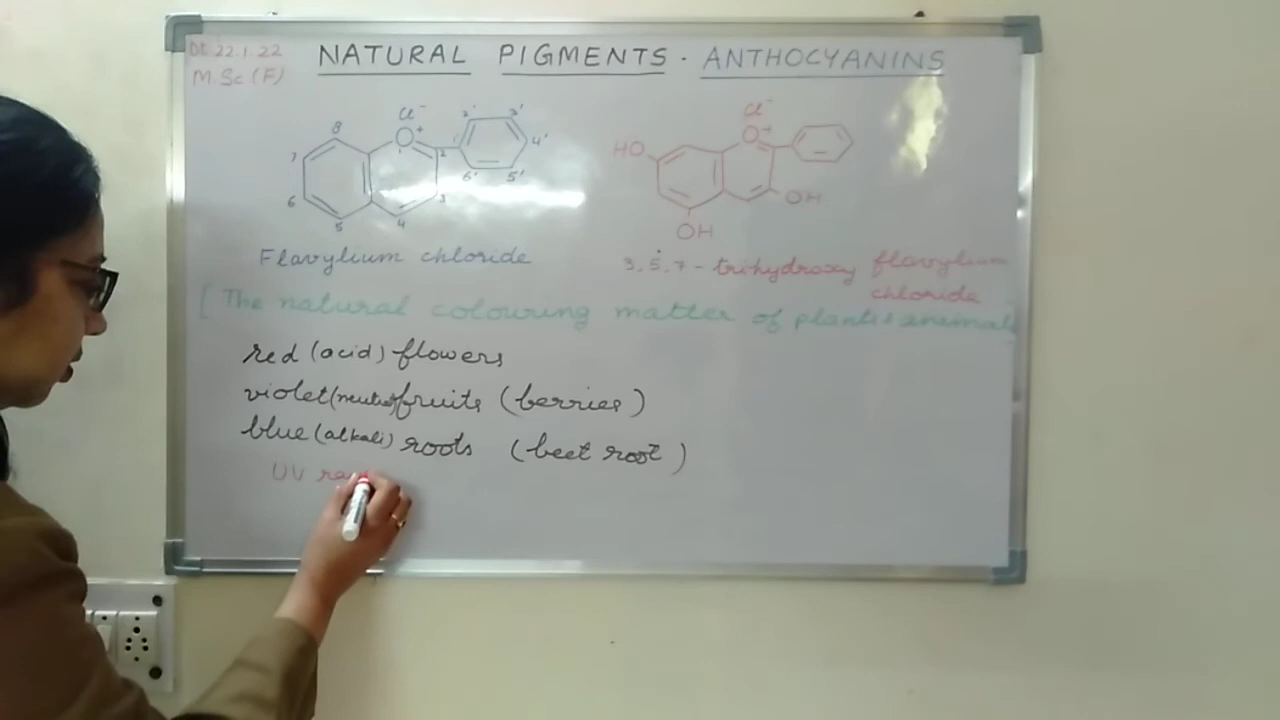 Dt. 22.1.22
M.Sc.(F)
NATURAL PIGMENTS - ANTHOCYANINS
Cl⁻
O⁺
1
2
3
4
5
6
7
8
1'
2'
3'
4'
5'
6'
Flavylium chloride
Cl⁻
HO
O⁺
OH
OH
3,5,7 - trihydroxy flavylium
chloride
[The natural colouring matter of plants & animals]
red (acid) flowers
violet (neutral) fruits (berries)
blue (alkali) roots (beet root)
UV